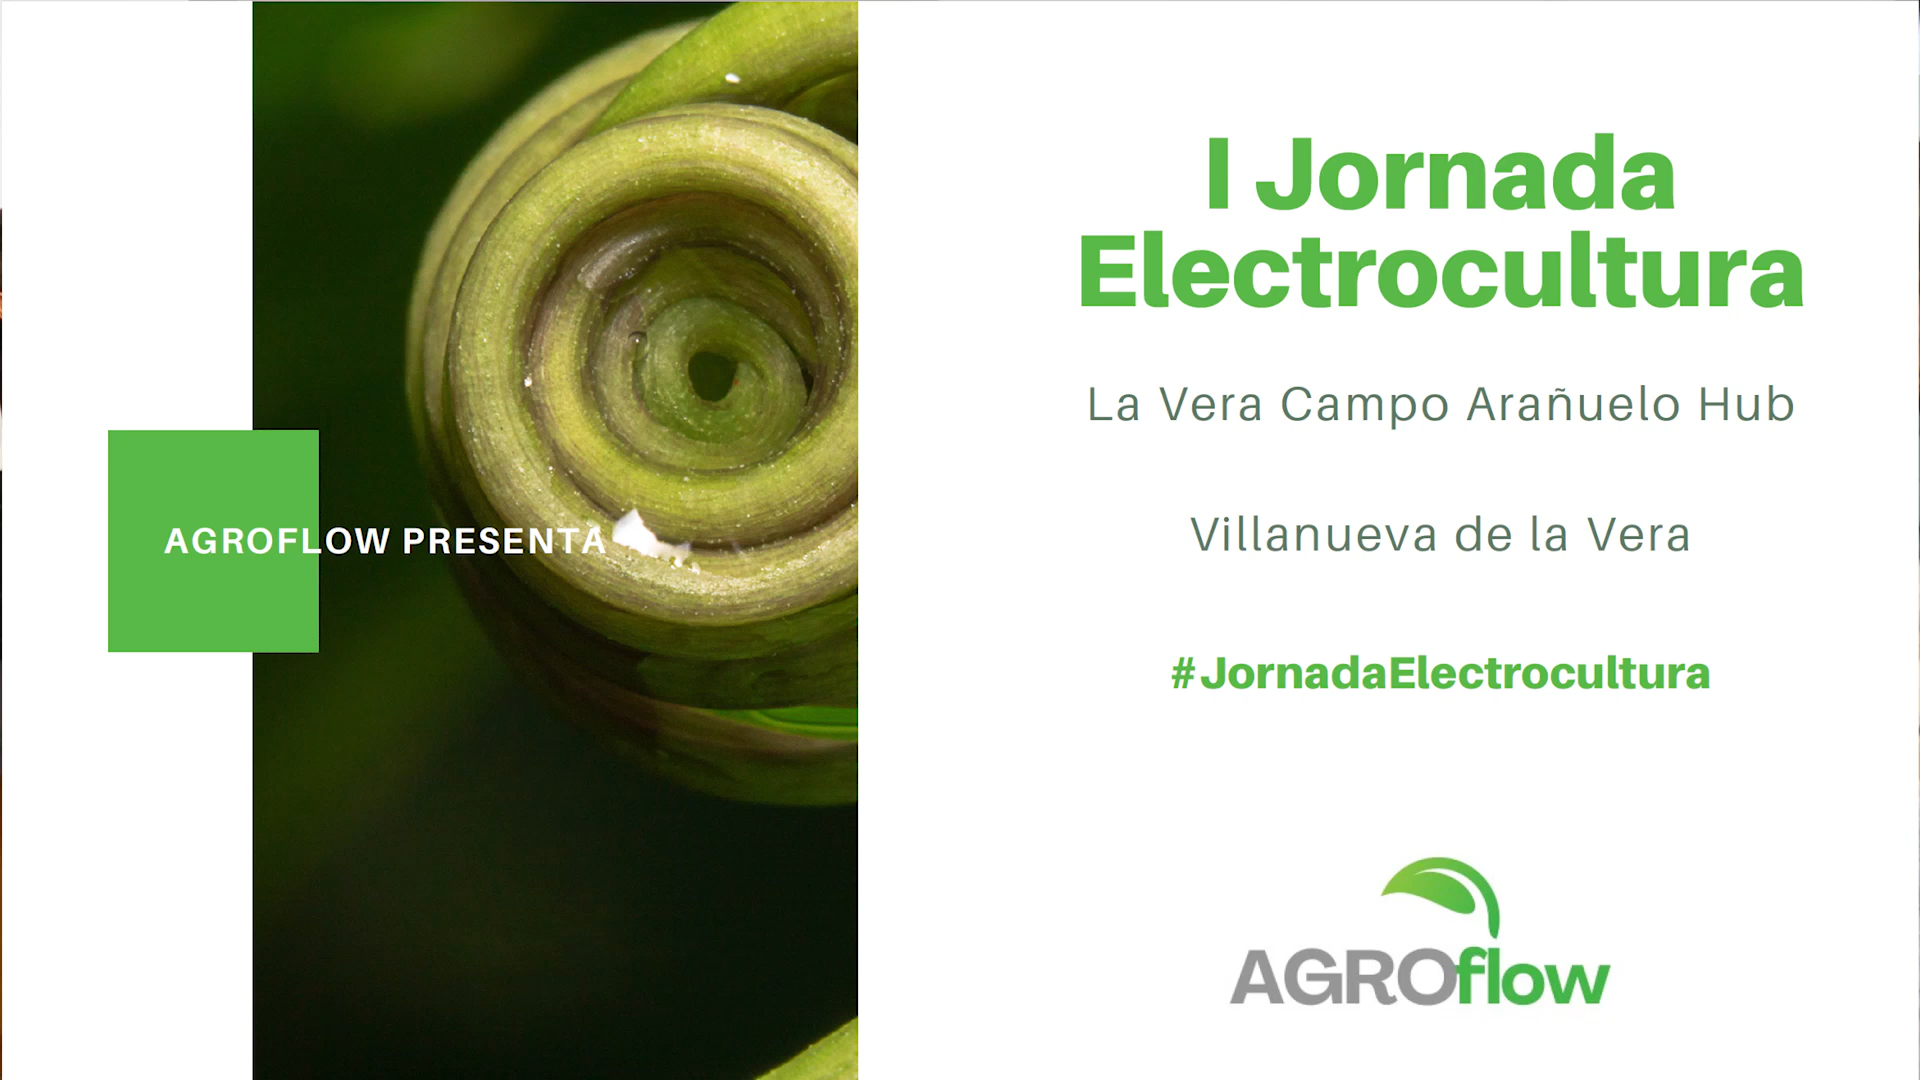 AGROFLOW PRESENTA
I Jornada
Electrocultura
La Vera Campo Arañuelo Hub
Villanueva de la Vera
#JornadaElectrocultura
AGROflow